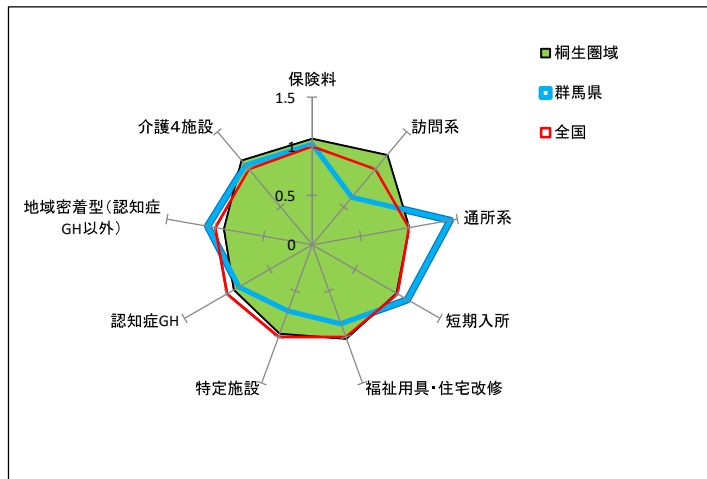 桐生圏域
群馬県
全国
保険料
訪問系
通所系
短期入所
福祉用具・住宅改修
特定施設
認知症GH
地域密着型（認知症
GH以外）
介護4施設
1.5
1
0.5
0